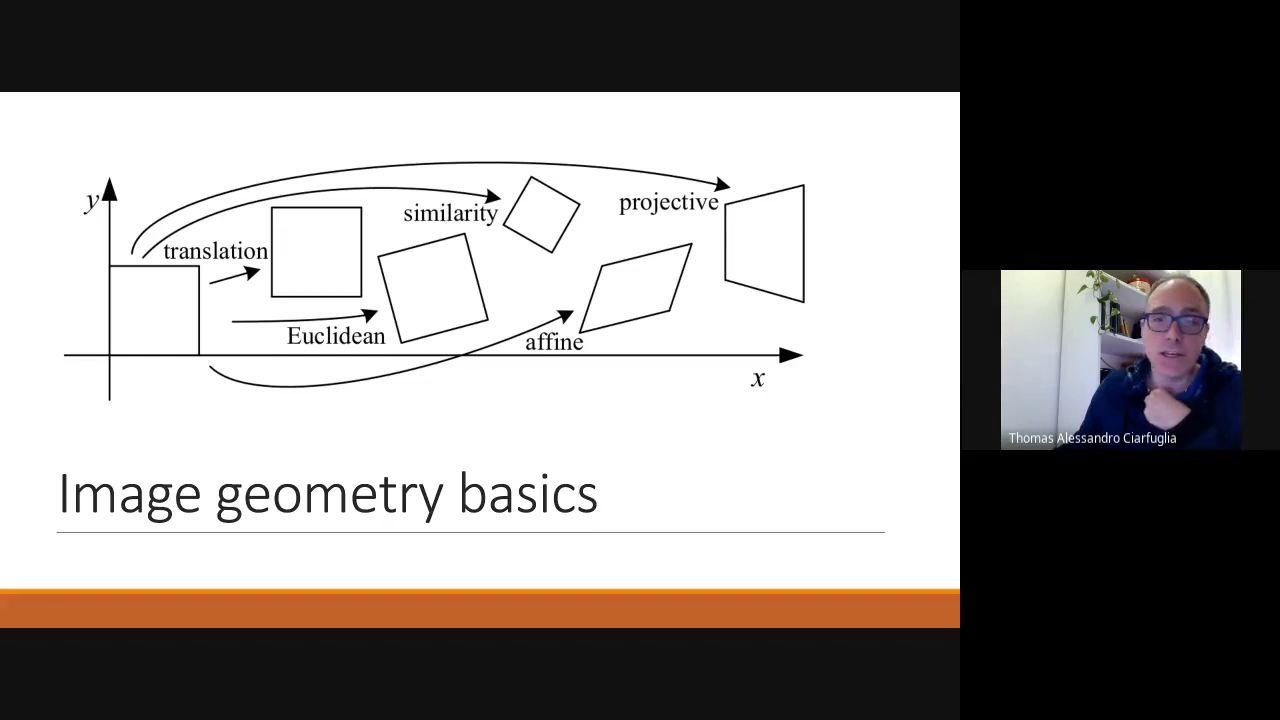 y
translation
similarity
projective
Euclidean
affine
x
Image geometry basics
Thomas Alessandro Ciarfuglia